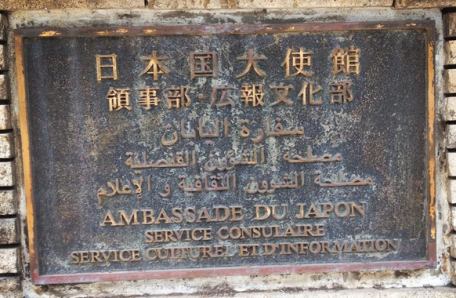 日本国大使館
領事部・広報文化部
سفارة اليابان
مصلحة الشؤون القنصلية
مصلحة الشؤون الثقافية و الإعلام
AMBASSADE DU JAPON
SERVICE CONSULAIRE
SERVICE CULTUREL ET D'INFORMATION